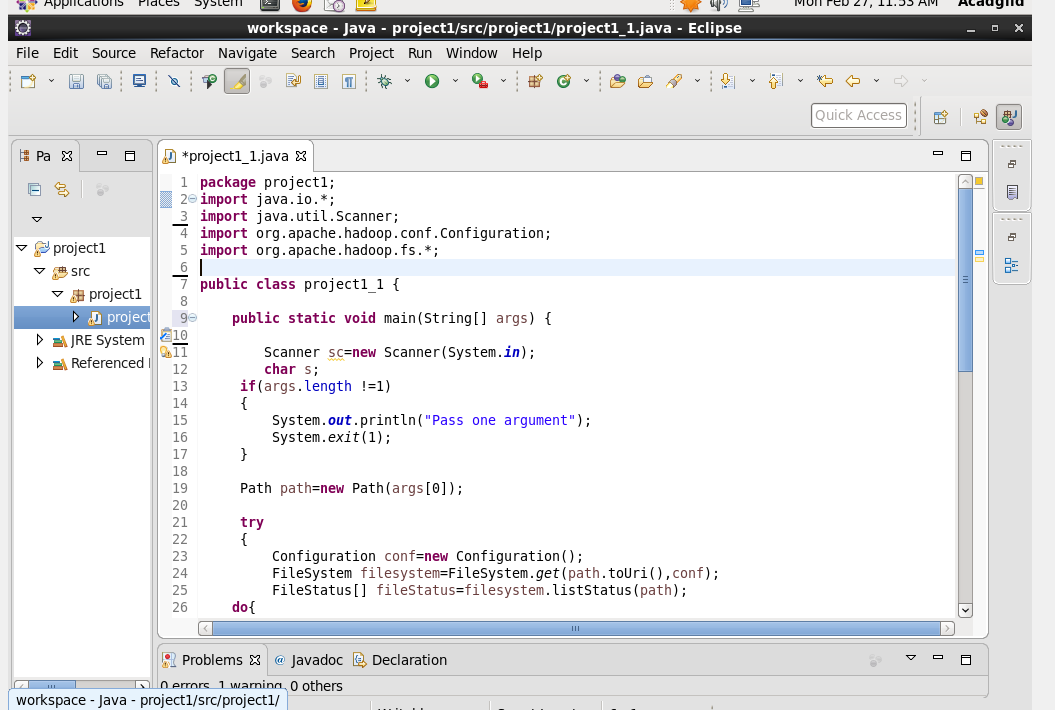 Applications Places System Mon Feb 27, 11:53 AM Acadgild
workspace - Java - project1/src/project1/project1_1.java - Eclipse
File Edit Source Refactor Navigate Search Project Run Window Help
Quick Access
Pa
*project1_1.java
project1
src
project1
project
JRE System
Referenced
1 package project1;
2 import java.io.*;
3 import java.util.Scanner;
4 import org.apache.hadoop.conf.Configuration;
5 import org.apache.hadoop.fs.*;
6
7 public class project1_1 {
8
9 public static void main(String[] args) {
10
11 Scanner sc=new Scanner(System.in);
12 char s;
13 if(args.length !=1)
14 {
15 System.out.println("Pass one argument");
16 System.exit(1);
17 }
18
19 Path path=new Path(args[0]);
20
21 try
22 {
23 Configuration conf=new Configuration();
24 FileSystem filesystem=FileSystem.get(path.toUri(),conf);
25 FileStatus[] fileStatus=filesystem.listStatus(path);
26 do{
Problems @ Javadoc Declaration
0 errors, 1 warning, 0 others
workspace - Java - project1/src/project1/